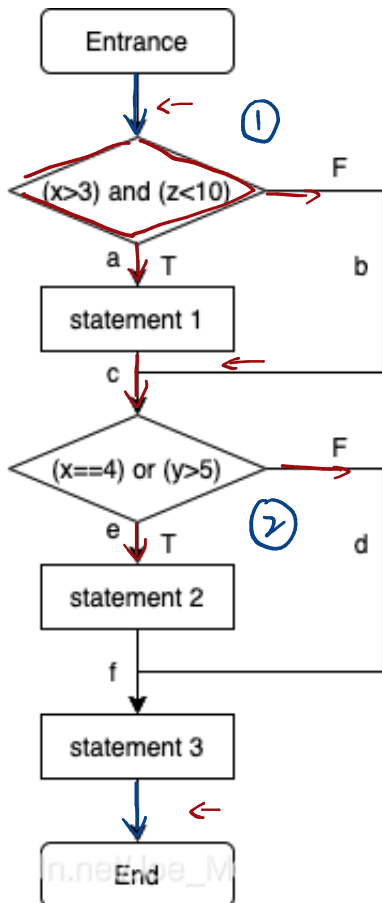 Entrance
①
(x>3) and (z<10)
F
a
T
b
statement 1
c
(x==4) or (y>5)
F
②
e
T
d
statement 2
f
statement 3
End